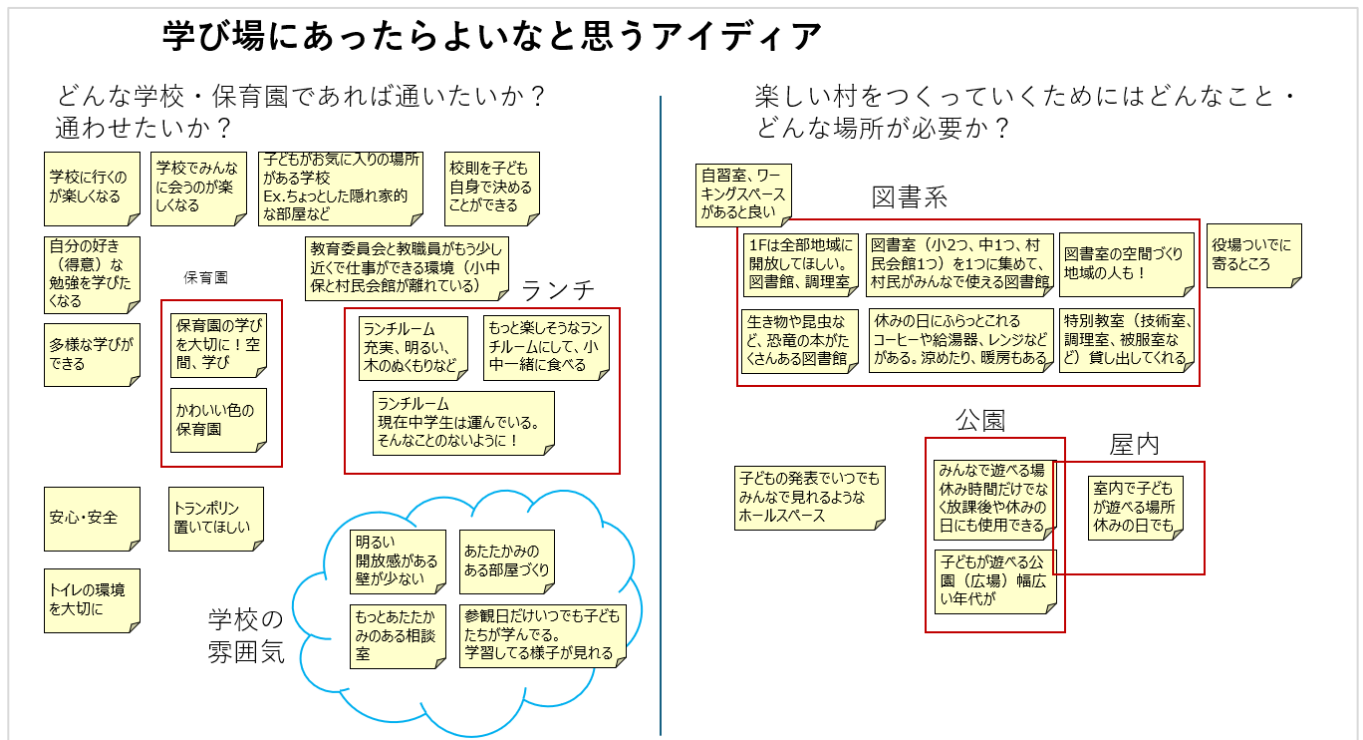 学び場にあったらよいなと思うアイディア
どんな学校・保育園であれば通いたいか？
通わせたいか？
学校に行くの
が楽しくなる
学校でみんな
に会うのが楽
しくなる
子どもがお気に入りの場所
がある学校
Ex.ちょっとした隠れ家的
な部屋など
校則を子ども
自身で決める
ことができる
自分の好き
（得意）な
勉強を学びた
くなる
保育園
教育委員会と教職員がもう少し
近くで仕事ができる環境（小中
保と村民会館が離れている）
多様な学びが
できる
保育園の学び
を大切に！空
間、学び
かわいい色の
保育園
ランチ
ランチルーム
充実、明るい、
木のぬくもりなど
もっと楽しそうなラン
チルームにして、小
中一緒に食べる
ランチルーム
現在中学生は運んでいる。
そんなことのないように！
安心・安全
トランポリン
置いてほしい
トイレの環境
を大切に
学校の
雰囲気
明るい
開放感がある
壁が少ない
あたたかみの
ある部屋づくり
もっとあたたか
みのある相談
室
参観日だけいつでも子ども
たちが学んでる。
学習してる様子が見れる
楽しい村をつくっていくためにはどんなこと・
どんな場所が必要か？
自習室、ワー
キングスペース
があると良い
図書系
1Fは全部地域に
開放してほしい。
図書館、調理室
図書室（小2つ、中1つ、村
民会館1つ）を1つに集めて、
村民がみんなで使える図書館
図書室の空間づくり
地域の人も！
役場ついでに
寄るところ
生き物や昆虫な
ど、恐竜の本がた
くさんある図書館
休みの日にふらっとこれる
コーヒーや給湯器、レンジなど
がある。涼めたり、暖房もある
特別教室（技術室、
調理室、被服室な
ど）貸し出してくれる
公園
屋内
子どもの発表でいつでも
みんなで見れるような
ホールスペース
みんなで遊べる場
休み時間だけでな
く放課後や休みの
日にも使用できる
子どもが遊べる公
園（広場）幅広
い年代が
室内で子ども
が遊べる場所
休みの日でも